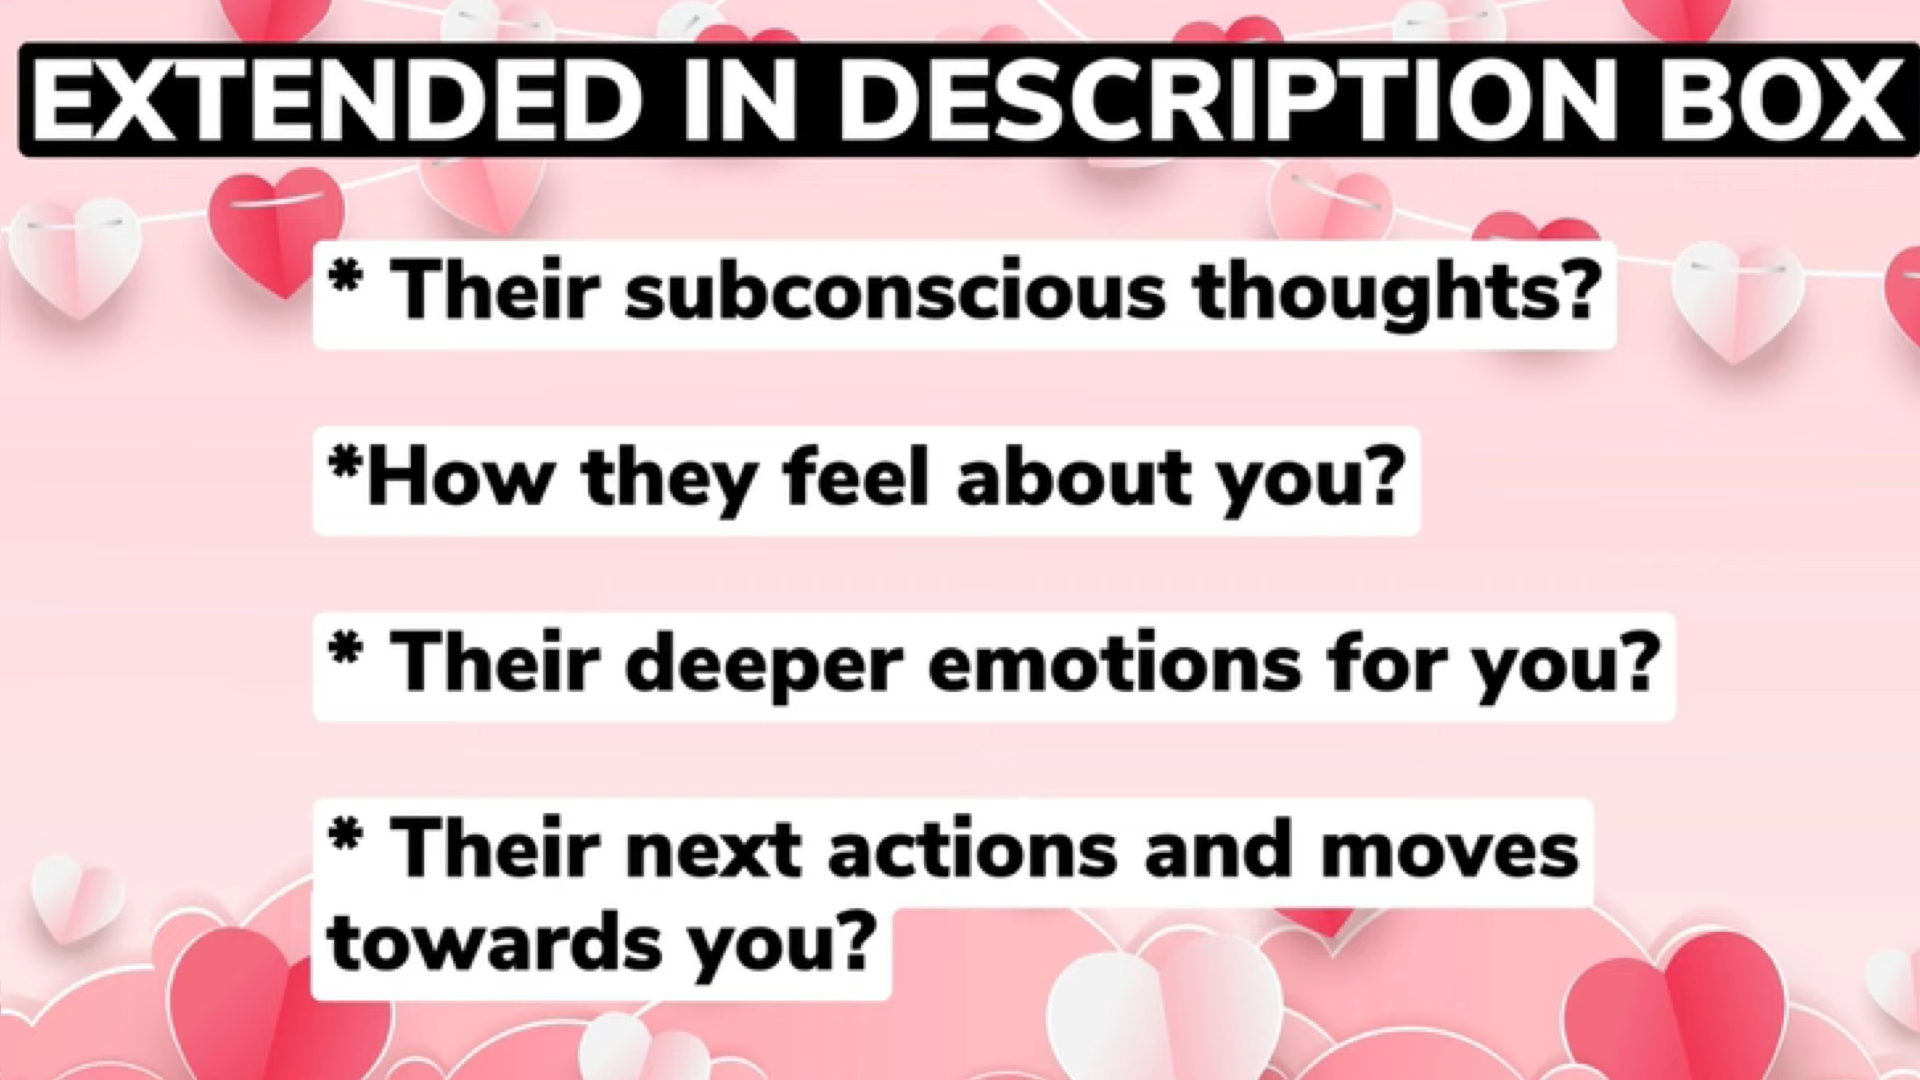 EXTENDED IN DESCRIPTION BOX
* Their subconscious thoughts?
*How they feel about you?
* Their deeper emotions for you?
* Their next actions and moves
towards you?